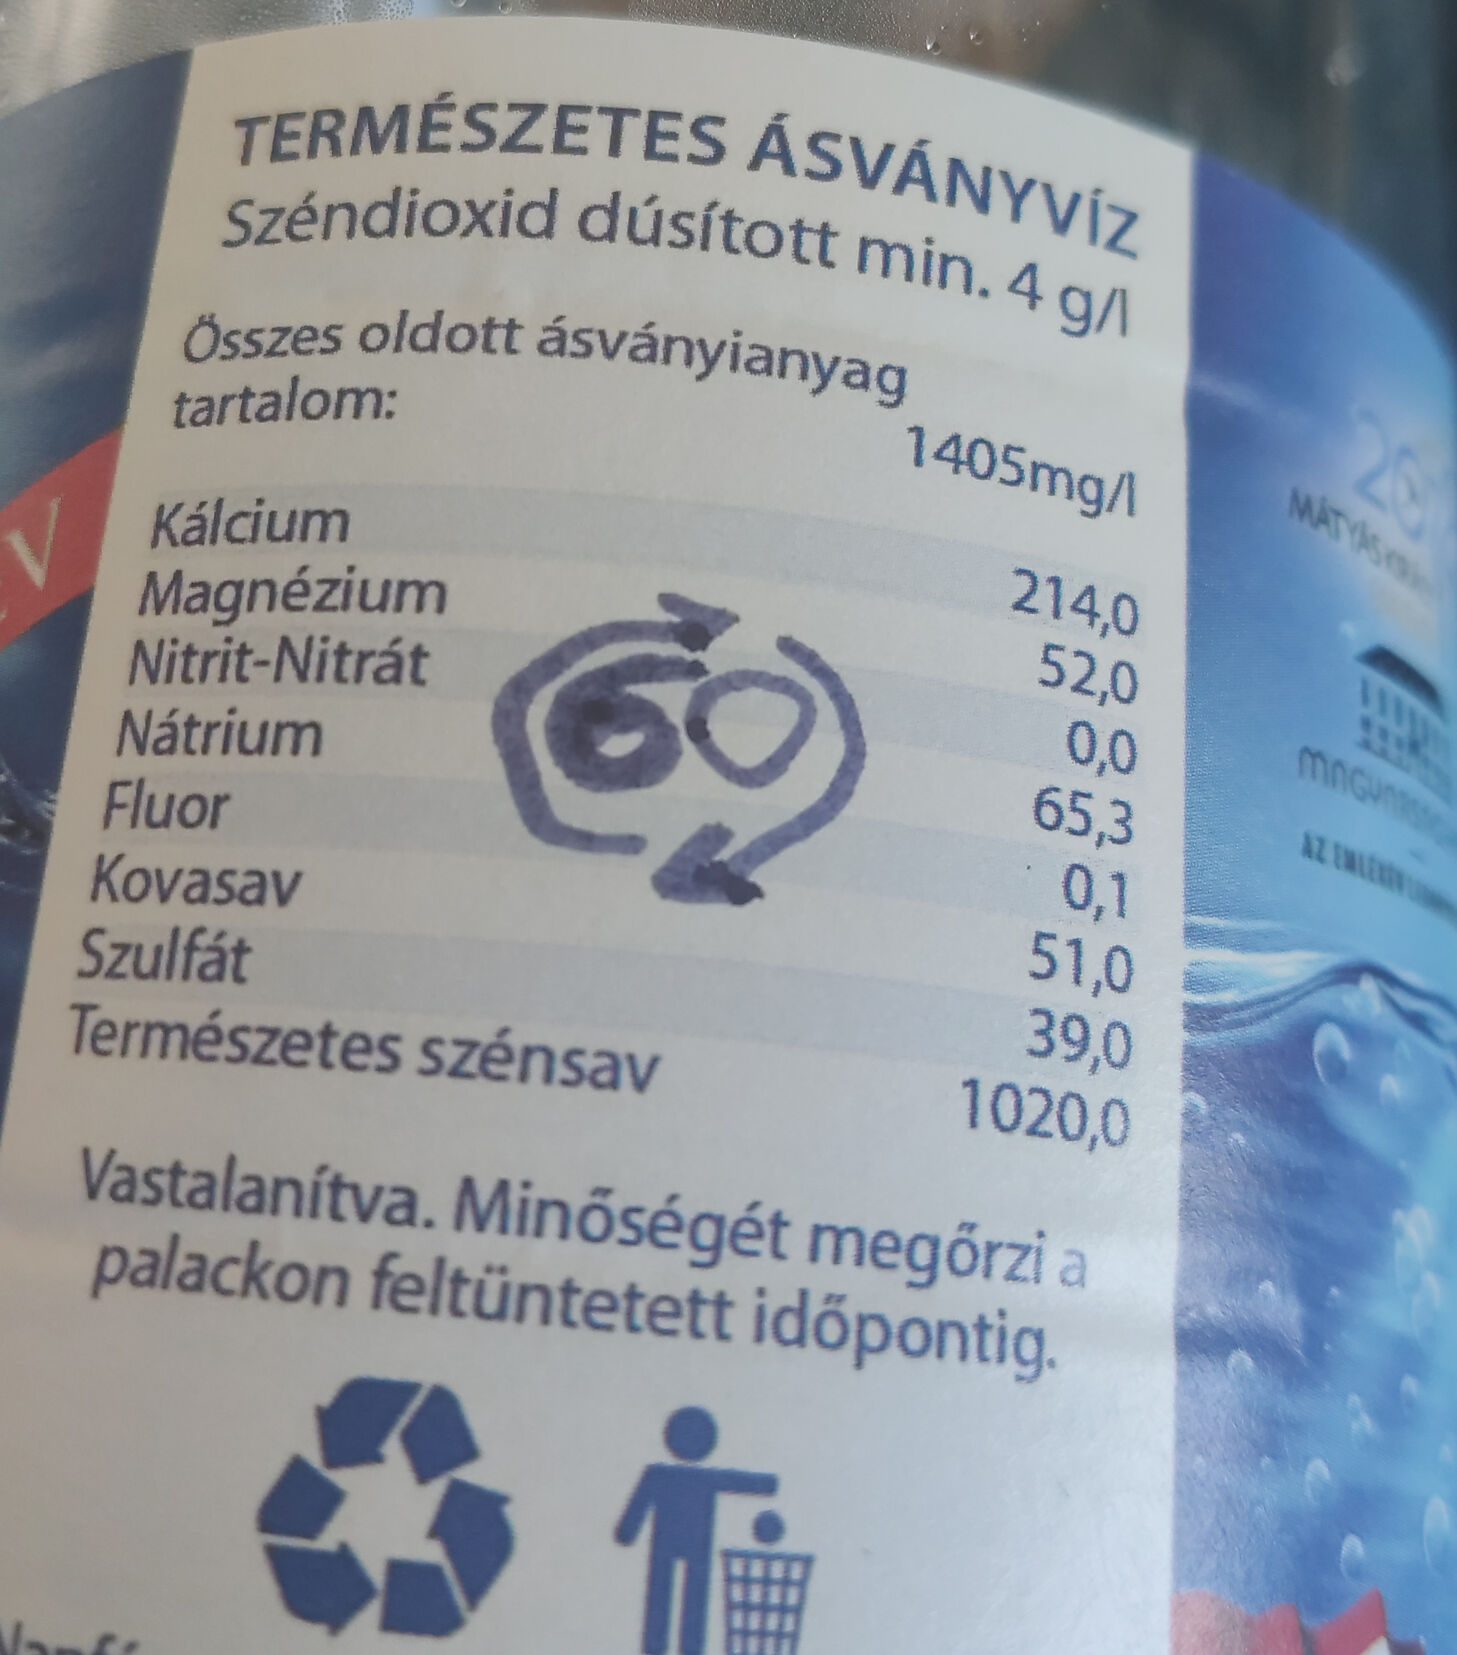 TERMÉSZETES ÁSVÁNYVÍZ
Széndioxid dúsított min. 4 g/l
Összes oldott ásványianyag
tartalom:
1405mg/l
Kálcium 214,0
Magnézium 52,0
Nitrit-Nitrát 0,0
Nátrium 65,3
Fluor 0,1
Kovasav 51,0
Szulfát 39,0
Természetes szénsav 1020,0
60
Vastalanítva. Minőségét megőrzi a
palackon feltüntetett időpontig.
V